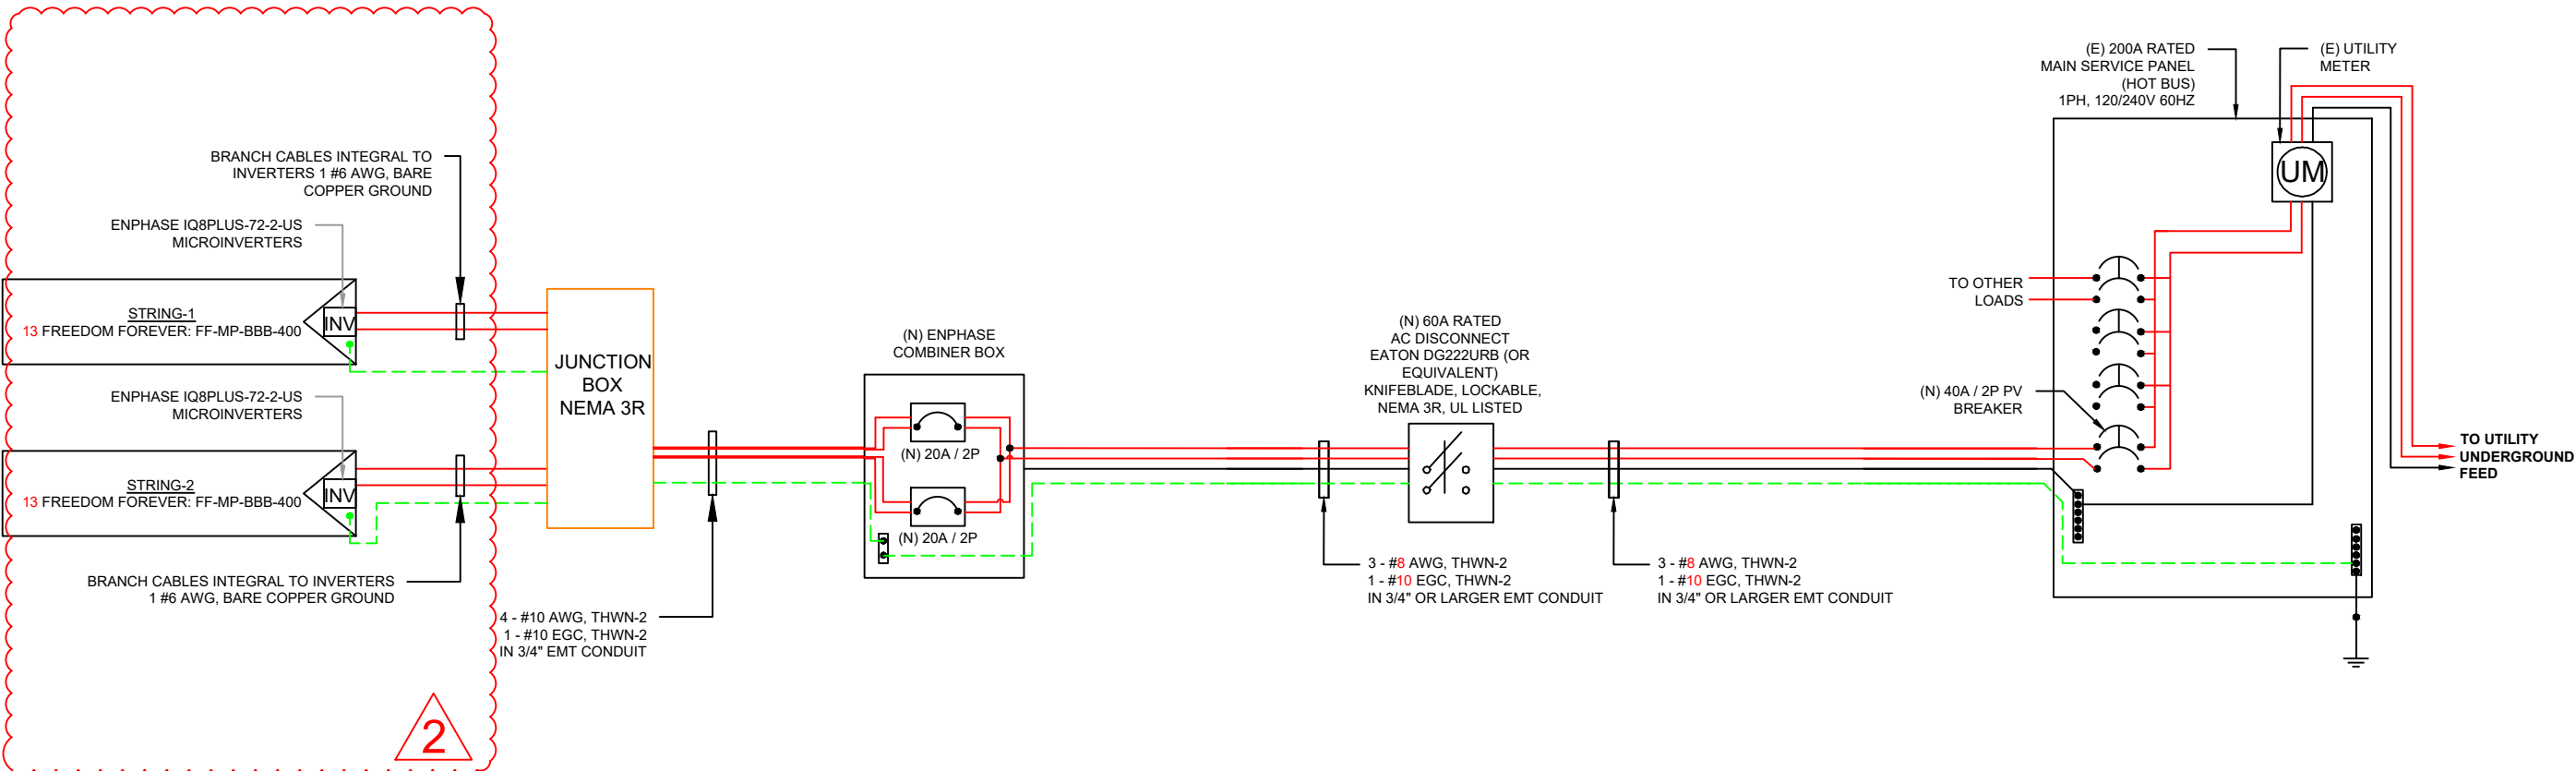 BRANCH CABLES INTEGRAL TO
INVERTERS 1 #6 AWG, BARE
COPPER GROUND
ENPHASE IQ8PLUS-72-2-US
MICROINVERTERS
STRING-1
13 FREEDOM FOREVER: FF-MP-BBB-400
INV
ENPHASE IQ8PLUS-72-2-US
MICROINVERTERS
STRING-2
13 FREEDOM FOREVER: FF-MP-BBB-400
INV
BRANCH CABLES INTEGRAL TO INVERTERS
1 #6 AWG, BARE COPPER GROUND
2
JUNCTION
BOX
NEMA 3R
4 - #10 AWG, THWN-2
1 - #10 EGC, THWN-2
IN 3/4" EMT CONDUIT
(N) ENPHASE
COMBINER BOX
(N) 20A / 2P
(N) 20A / 2P
(N) 60A RATED
AC DISCONNECT
EATON DG222URB (OR
EQUIVALENT)
KNIFEBLADE, LOCKABLE,
NEMA 3R, UL LISTED
3 - #8 AWG, THWN-2
1 - #10 EGC, THWN-2
IN 3/4" OR LARGER EMT CONDUIT
3 - #8 AWG, THWN-2
1 - #10 EGC, THWN-2
IN 3/4" OR LARGER EMT CONDUIT
(E) 200A RATED
MAIN SERVICE PANEL
(HOT BUS)
1PH, 120/240V 60HZ
(E) UTILITY
METER
UM
TO OTHER
LOADS
(N) 40A / 2P PV
BREAKER
TO UTILITY
UNDERGROUND
FEED